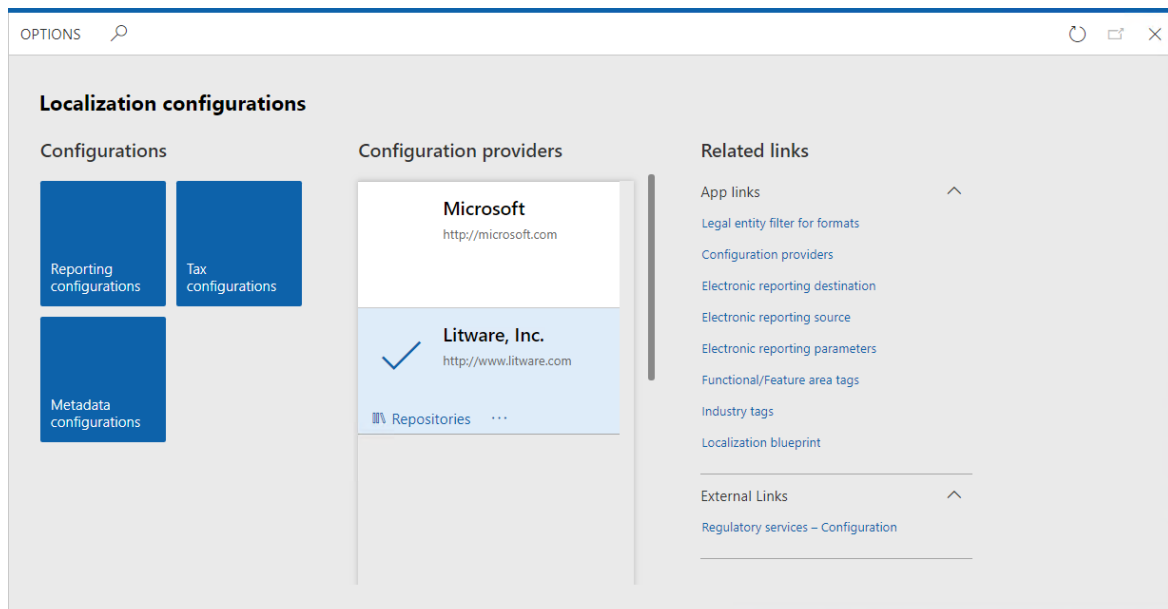 OPTIONS
Localization configurations
Configurations
Reporting
configurations
Tax
configurations
Metadata
configurations
Configuration providers
Microsoft
http://microsoft.com
Litware, Inc.
http://www.litware.com
Repositories ···
Related links
App links
Legal entity filter for formats
Configuration providers
Electronic reporting destination
Electronic reporting source
Electronic reporting parameters
Functional/Feature area tags
Industry tags
Localization blueprint
External Links
Regulatory services – Configuration